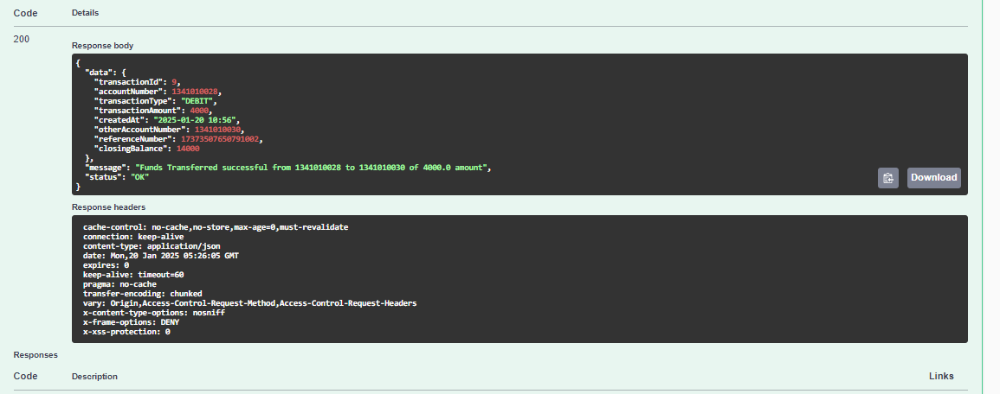 Code Details
200
Response body
{
  "data": {
    "transactionId": 9,
    "accountNumber": 1341010028,
    "transactionType": "DEBIT",
    "transactionAmount": 4000,
    "createdAt": "2025-01-20 10:56",
    "otherAccountNumber": 1341010030,
    "referenceNumber": 17373507650791002,
    "closingBalance": 14000
  },
  "message": "Funds Transferred successful from 1341010028 to 1341010030 of 4000.0 amount",
  "status": "OK"
}
Download
Response headers
cache-control: no-cache,no-store,max-age=0,must-revalidate
connection: keep-alive
content-type: application/json
date: Mon,20 Jan 2025 05:26:05 GMT
expires: 0
keep-alive: timeout=60
pragma: no-cache
transfer-encoding: chunked
vary: Origin,Access-Control-Request-Method,Access-Control-Request-Headers
x-content-type-options: nosniff
x-frame-options: DENY
x-xss-protection: 0
Responses
Code Description Links